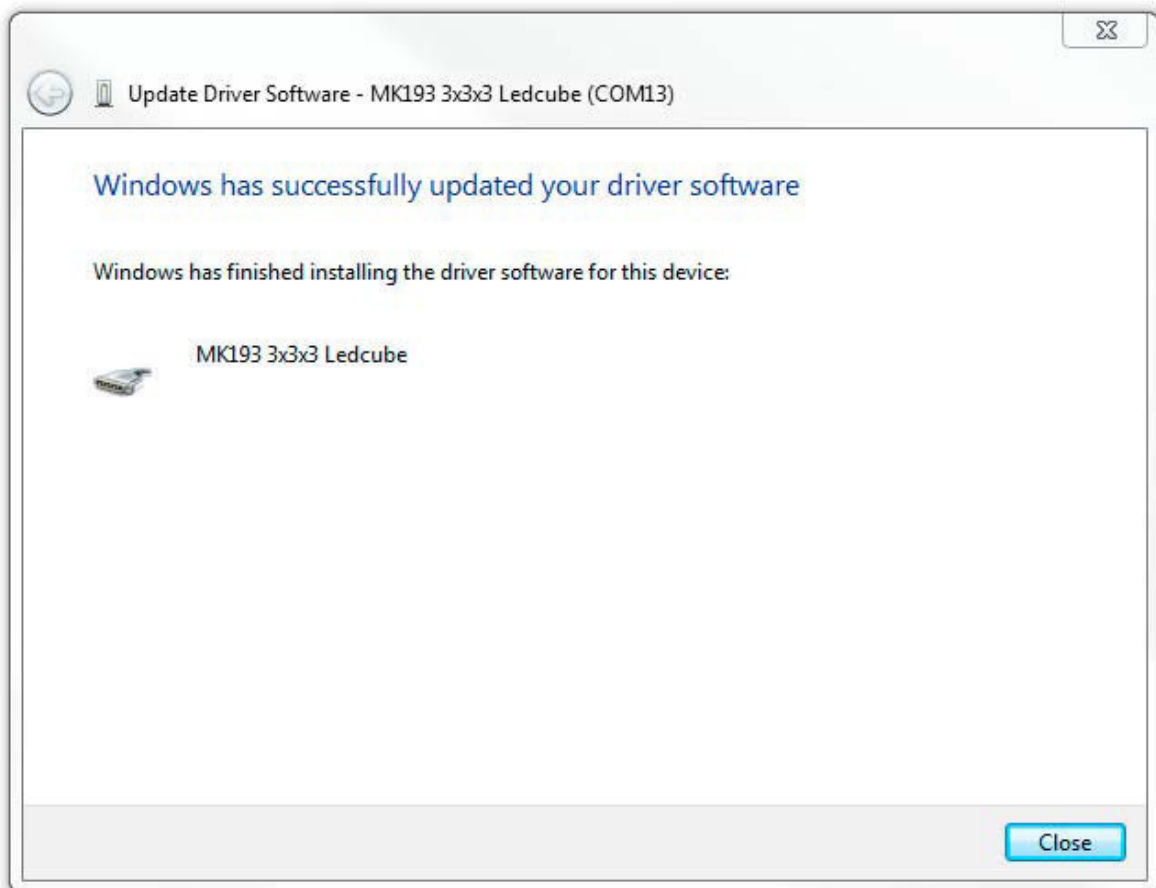 Update Driver Software - MK193 3x3x3 Ledcube (COM13)
Windows has successfully updated your driver software
Windows has finished installing the driver software for this device:
MK193 3x3x3 Ledcube
Close